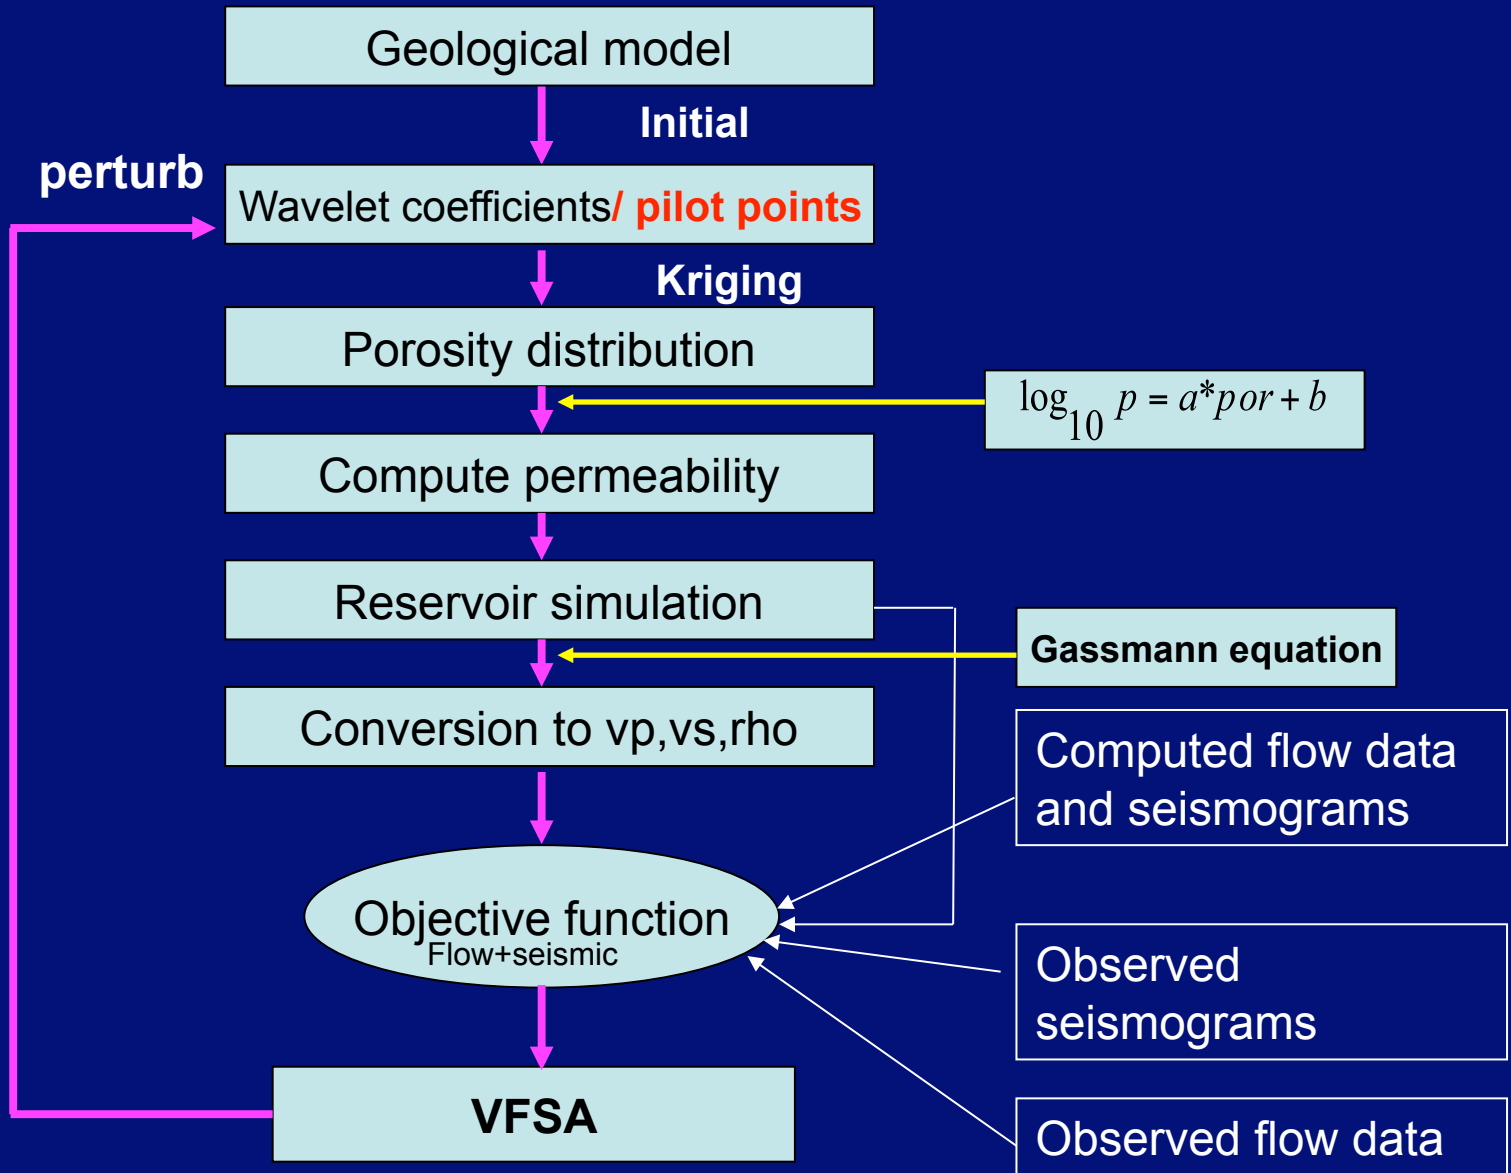 Geological model
Initial
perturb
Wavelet coefficients/ pilot points
Kriging
Porosity distribution
log₁₀ p = a*por + b
Compute permeability
Reservoir simulation
Gassmann equation
Conversion to vp,vs,rho
Computed flow data
and seismograms
Objective function
Flow+seismic
Observed
seismograms
VFSA
Observed flow data